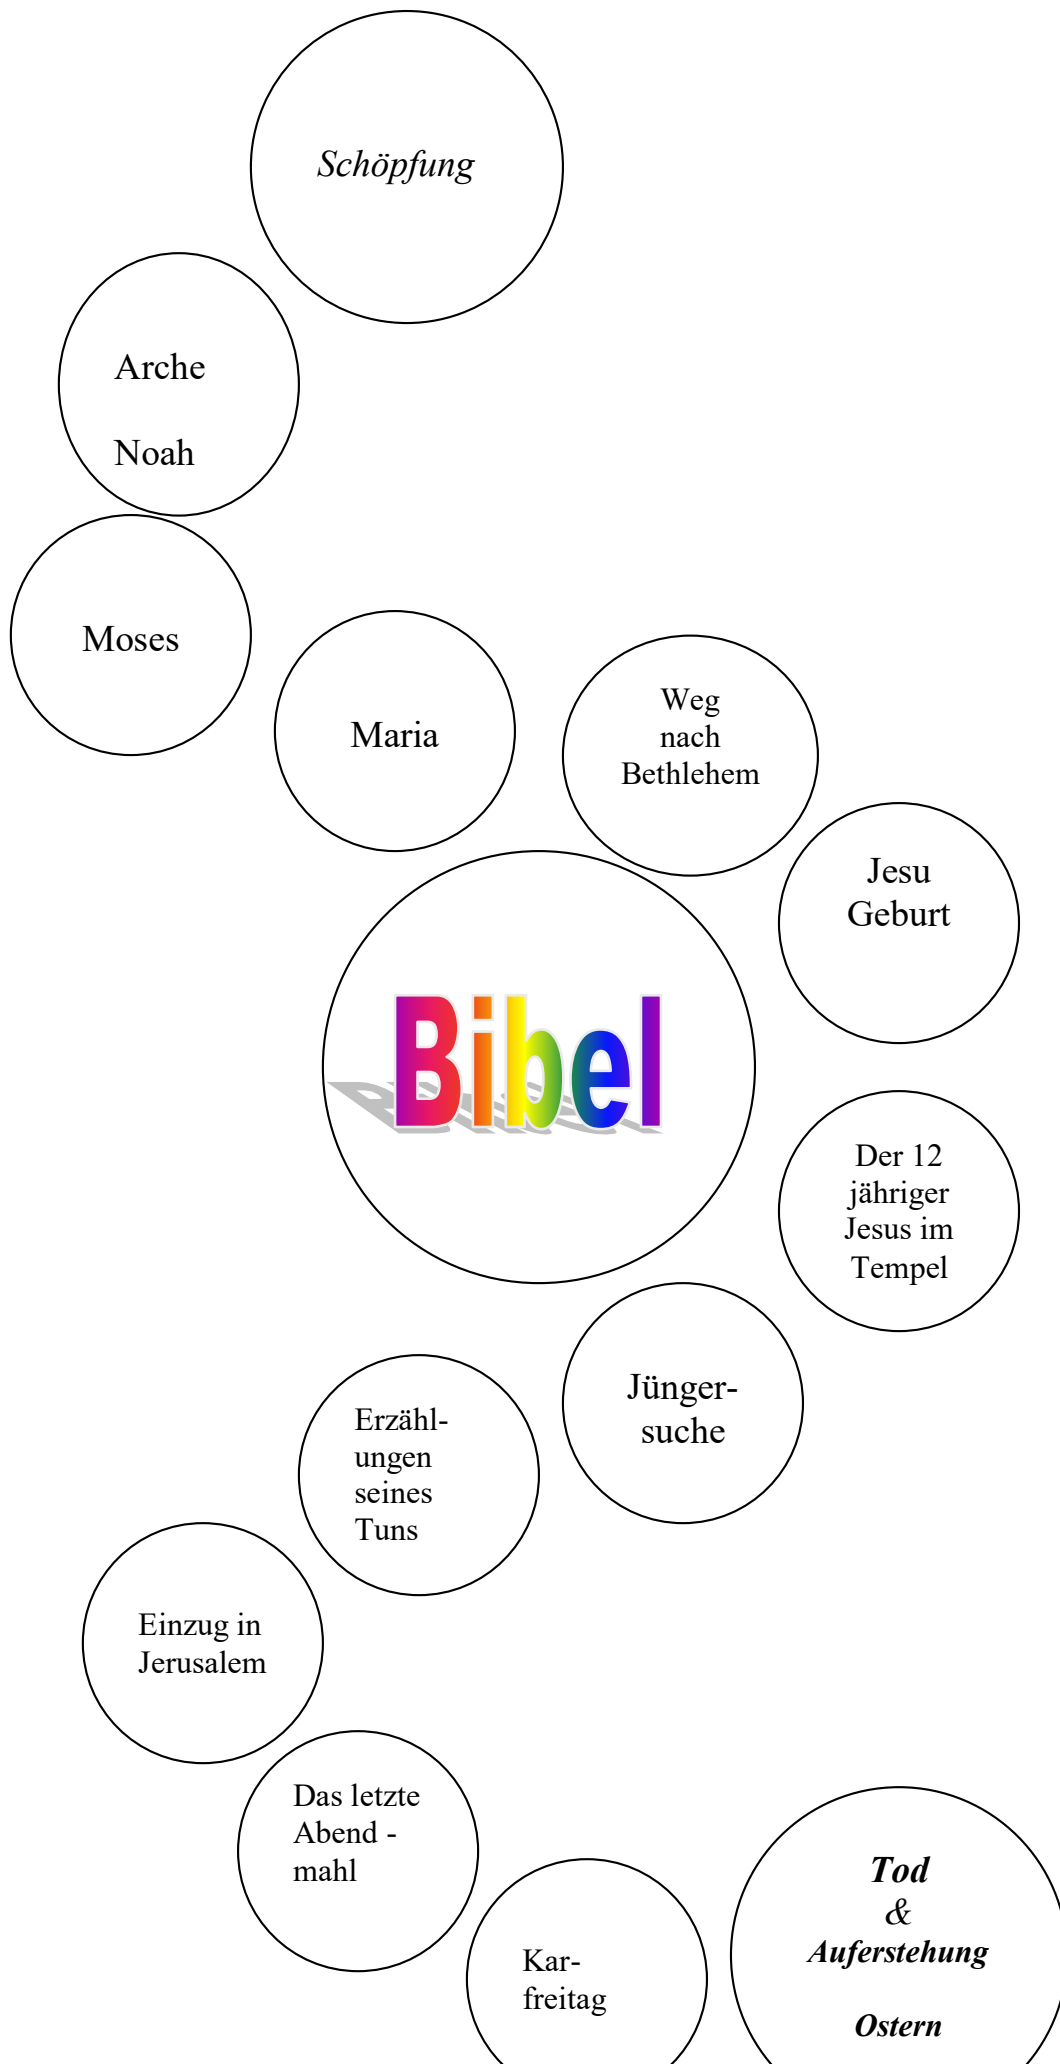 Schöpfung
Arche
Noah
Moses
Maria
Weg
nach
Bethlehem
Jesu
Geburt
Bibel
Der 12
jähriger
Jesus im
Tempel
Jünger-
suche
Erzähl-
ungen
seines
Tuns
Einzug in
Jerusalem
Das letzte
Abend -
mahl
Kar-
freitag
Tod
&
Auferstehung
Ostern